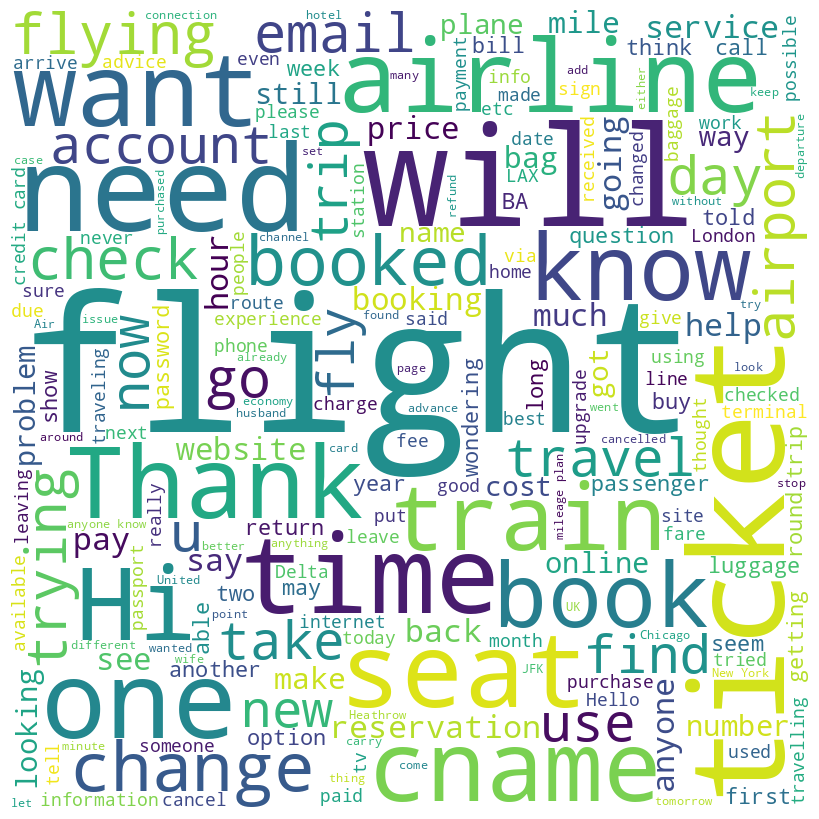 flying
connection
hotel
email
plane
mile
service
arrive
advice
want
even
week
still
please
many
bill
info
etc
payment
made
add
think
call
sign
either
keep
possible
airline
account
last
trip
price
date
LAX
bag
BA
received
going
changed
work
baggage
way
day
departure
without
case
set
need
credit card
purchased
station
refund
will
told
London
airport
never
check
sure
hour
people
channel
booked
name
home
question
via
know
due
Air
issue
now
password
route
experience
phone
already
fly
booking
found
said
much
give
help
try
flight
problem
show
traveling
next
go
economy
husband
charge
page
advance
fee
wondering
long
best
line
upgrade
got
went
buy
using
look
checked
terminal
thought
around
leaving
Thank
website
card
year
good
cost
travel
cancelled
passenger
stop
round trip
ticket
trying
anyone know
really
u
better
anything
return
put
leave
train
mileage plan
site
fare
pay
say
time
online
luggage
available
Hi
passport
United
point
able
two
Delta
may
internet
today
month
book
UK
Chicago
seem
tried
getting
different
wanted
wife
take
see
another
back
find
JFK
New York
looking
one
new
make
Heathrow
seat
purchase
Hello
use
anyone
number
reservation
travelling
tell
minute
change
someone
option
tv
carry
cname
come
used
let
information
cancel
paid
thing
tomorrow
first